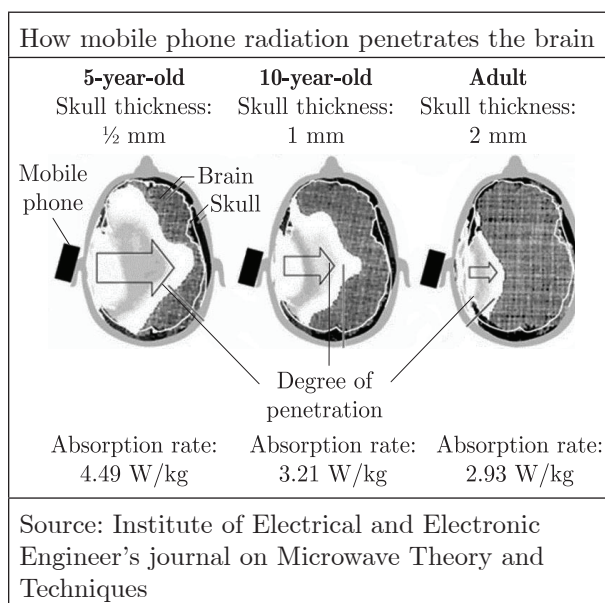 How mobile phone radiation penetrates the brain
5-year-old
Skull thickness:
½ mm
10-year-old
Skull thickness:
1 mm
Adult
Skull thickness:
2 mm
Mobile
phone
Brain
Skull
Degree of
penetration
Absorption rate:
4.49 W/kg
Absorption rate:
3.21 W/kg
Absorption rate:
2.93 W/kg
Source: Institute of Electrical and Electronic
Engineer's journal on Microwave Theory and
Techniques